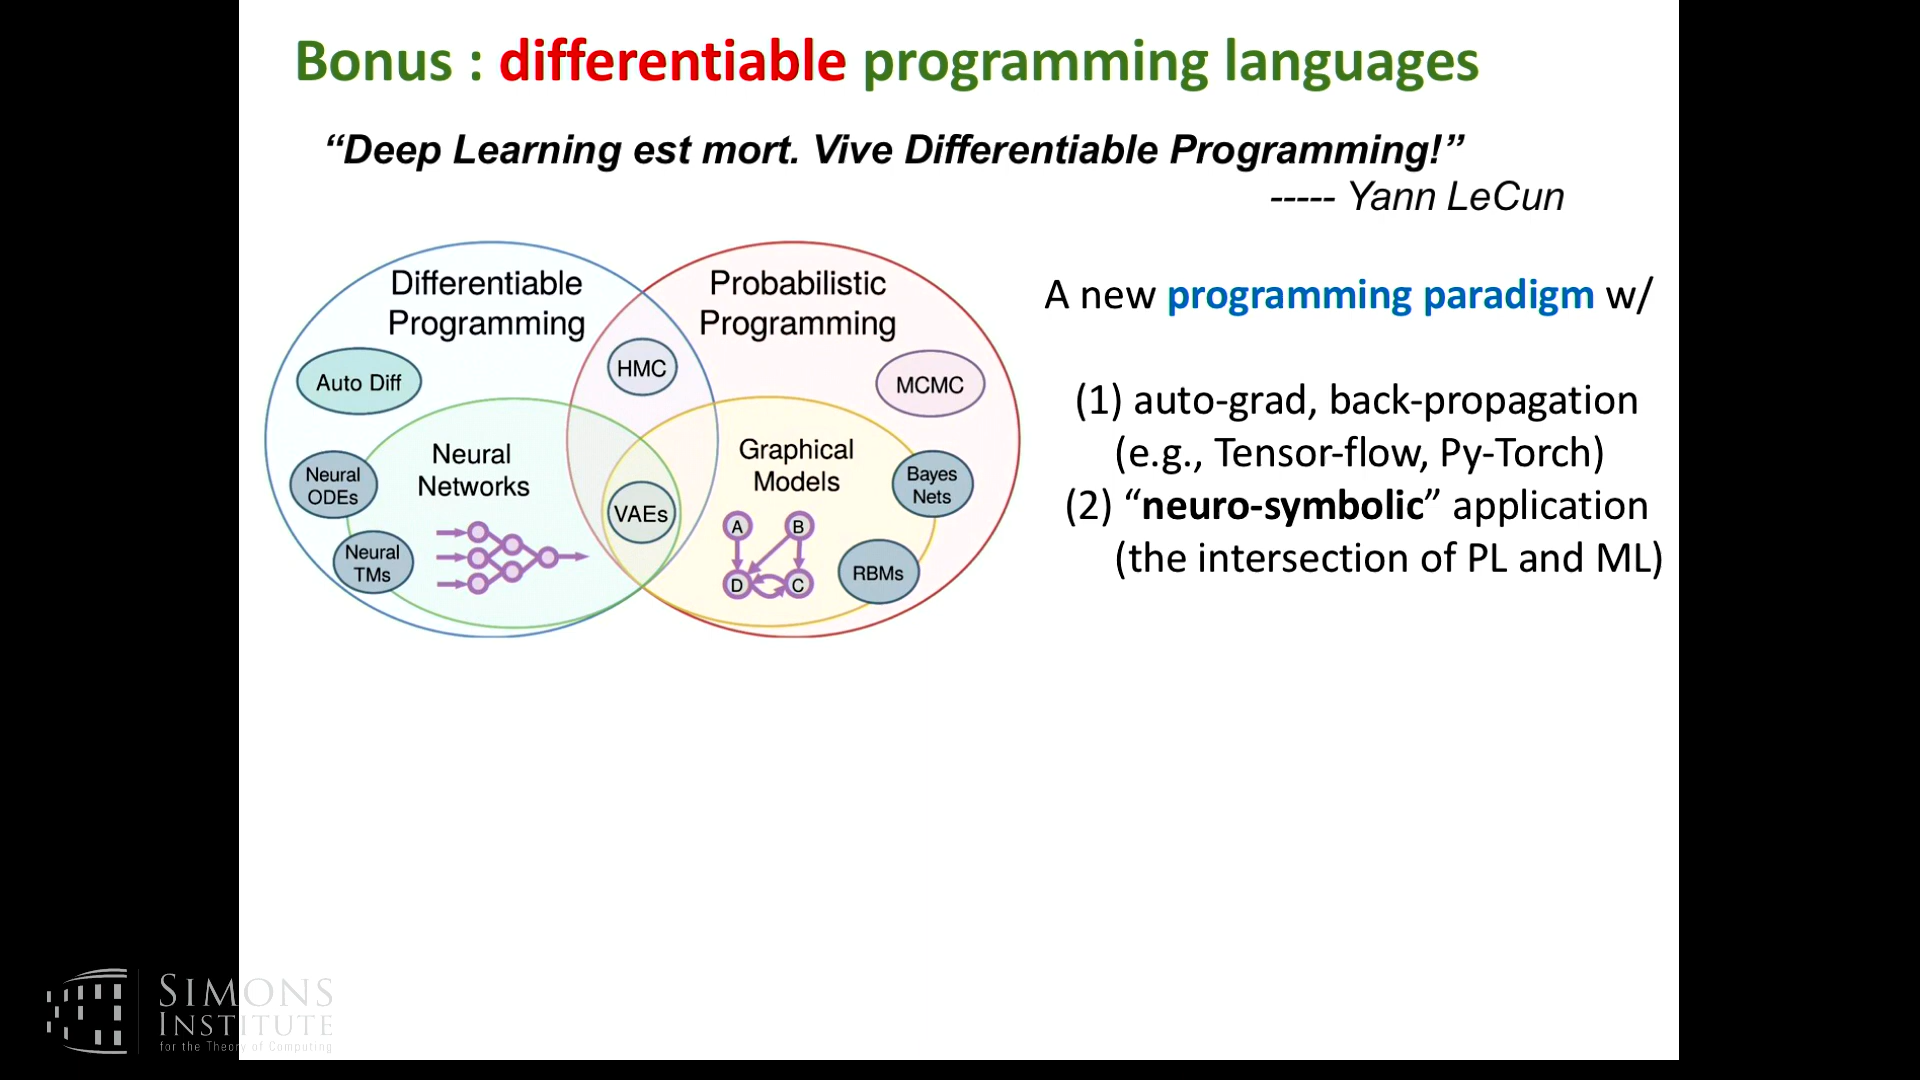 Bonus : differentiable programming languages
“Deep Learning est mort. Vive Differentiable Programming!”
----- Yann LeCun
Differentiable
Programming
Probabilistic
Programming
Auto Diff
HMC
MCMC
Neural
Networks
Graphical
Models
Neural
ODEs
Neural
TMs
VAEs
Bayes
Nets
RBMs
A
B
D
C
A new programming paradigm w/
(1) auto-grad, back-propagation
(e.g., Tensor-flow, Py-Torch)
(2) “neuro-symbolic” application
(the intersection of PL and ML)
SIMONS
INSTITUTE
for the Theory of Computing